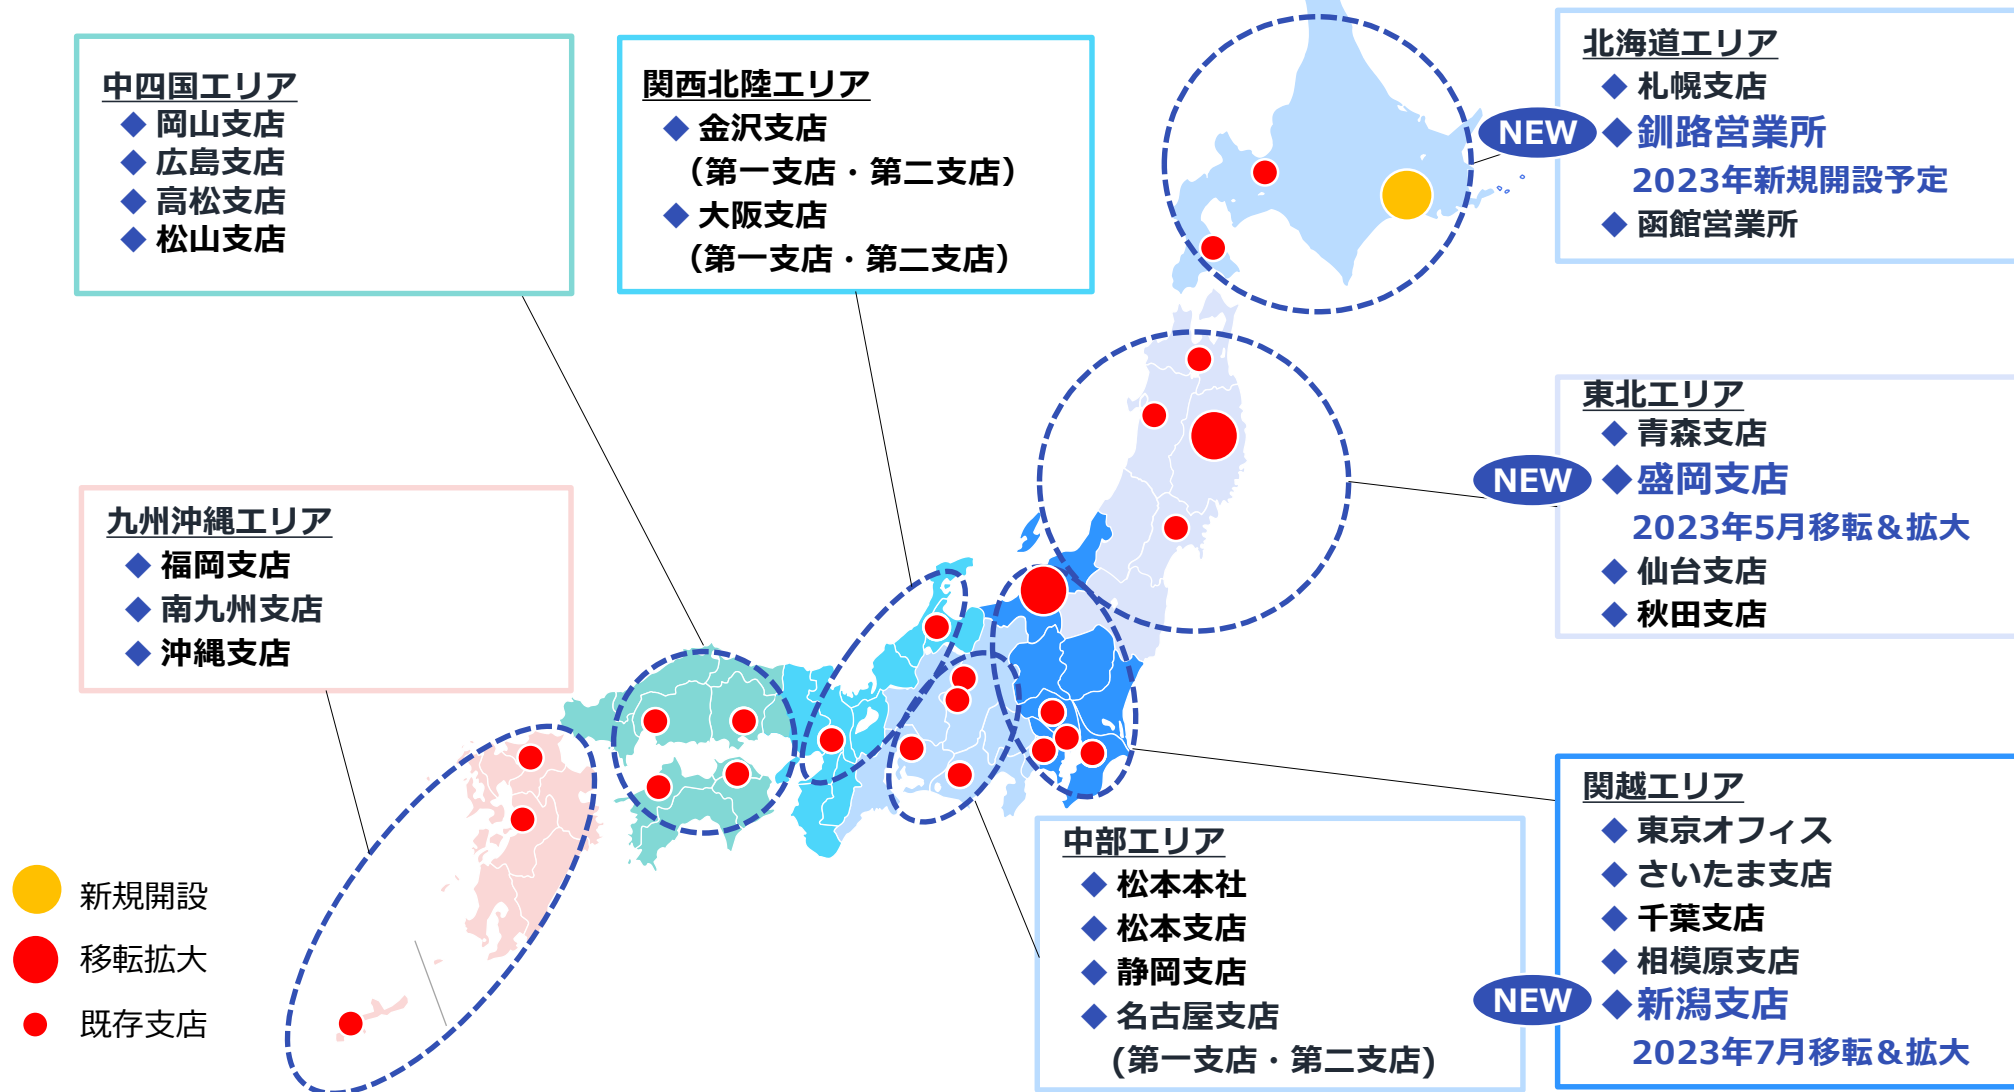 中四国エリア
◆ 岡山支店
◆ 広島支店
◆ 高松支店
◆ 松山支店
関西北陸エリア
◆ 金沢支店
（第一支店・第二支店）
◆ 大阪支店
（第一支店・第二支店）
北海道エリア
◆ 札幌支店
NEW
◆ 釧路営業所
2023年新規開設予定
◆ 函館営業所
東北エリア
◆ 青森支店
NEW
◆ 盛岡支店
2023年5月移転＆拡大
◆ 仙台支店
◆ 秋田支店
九州沖縄エリア
◆ 福岡支店
◆ 南九州支店
◆ 沖縄支店
関越エリア
◆ 東京オフィス
◆ さいたま支店
◆ 千葉支店
◆ 相模原支店
NEW
◆ 新潟支店
2023年7月移転＆拡大
中部エリア
◆ 松本本社
◆ 松本支店
◆ 静岡支店
◆ 名古屋支店
(第一支店・第二支店)
新規開設
移転拡大
既存支店